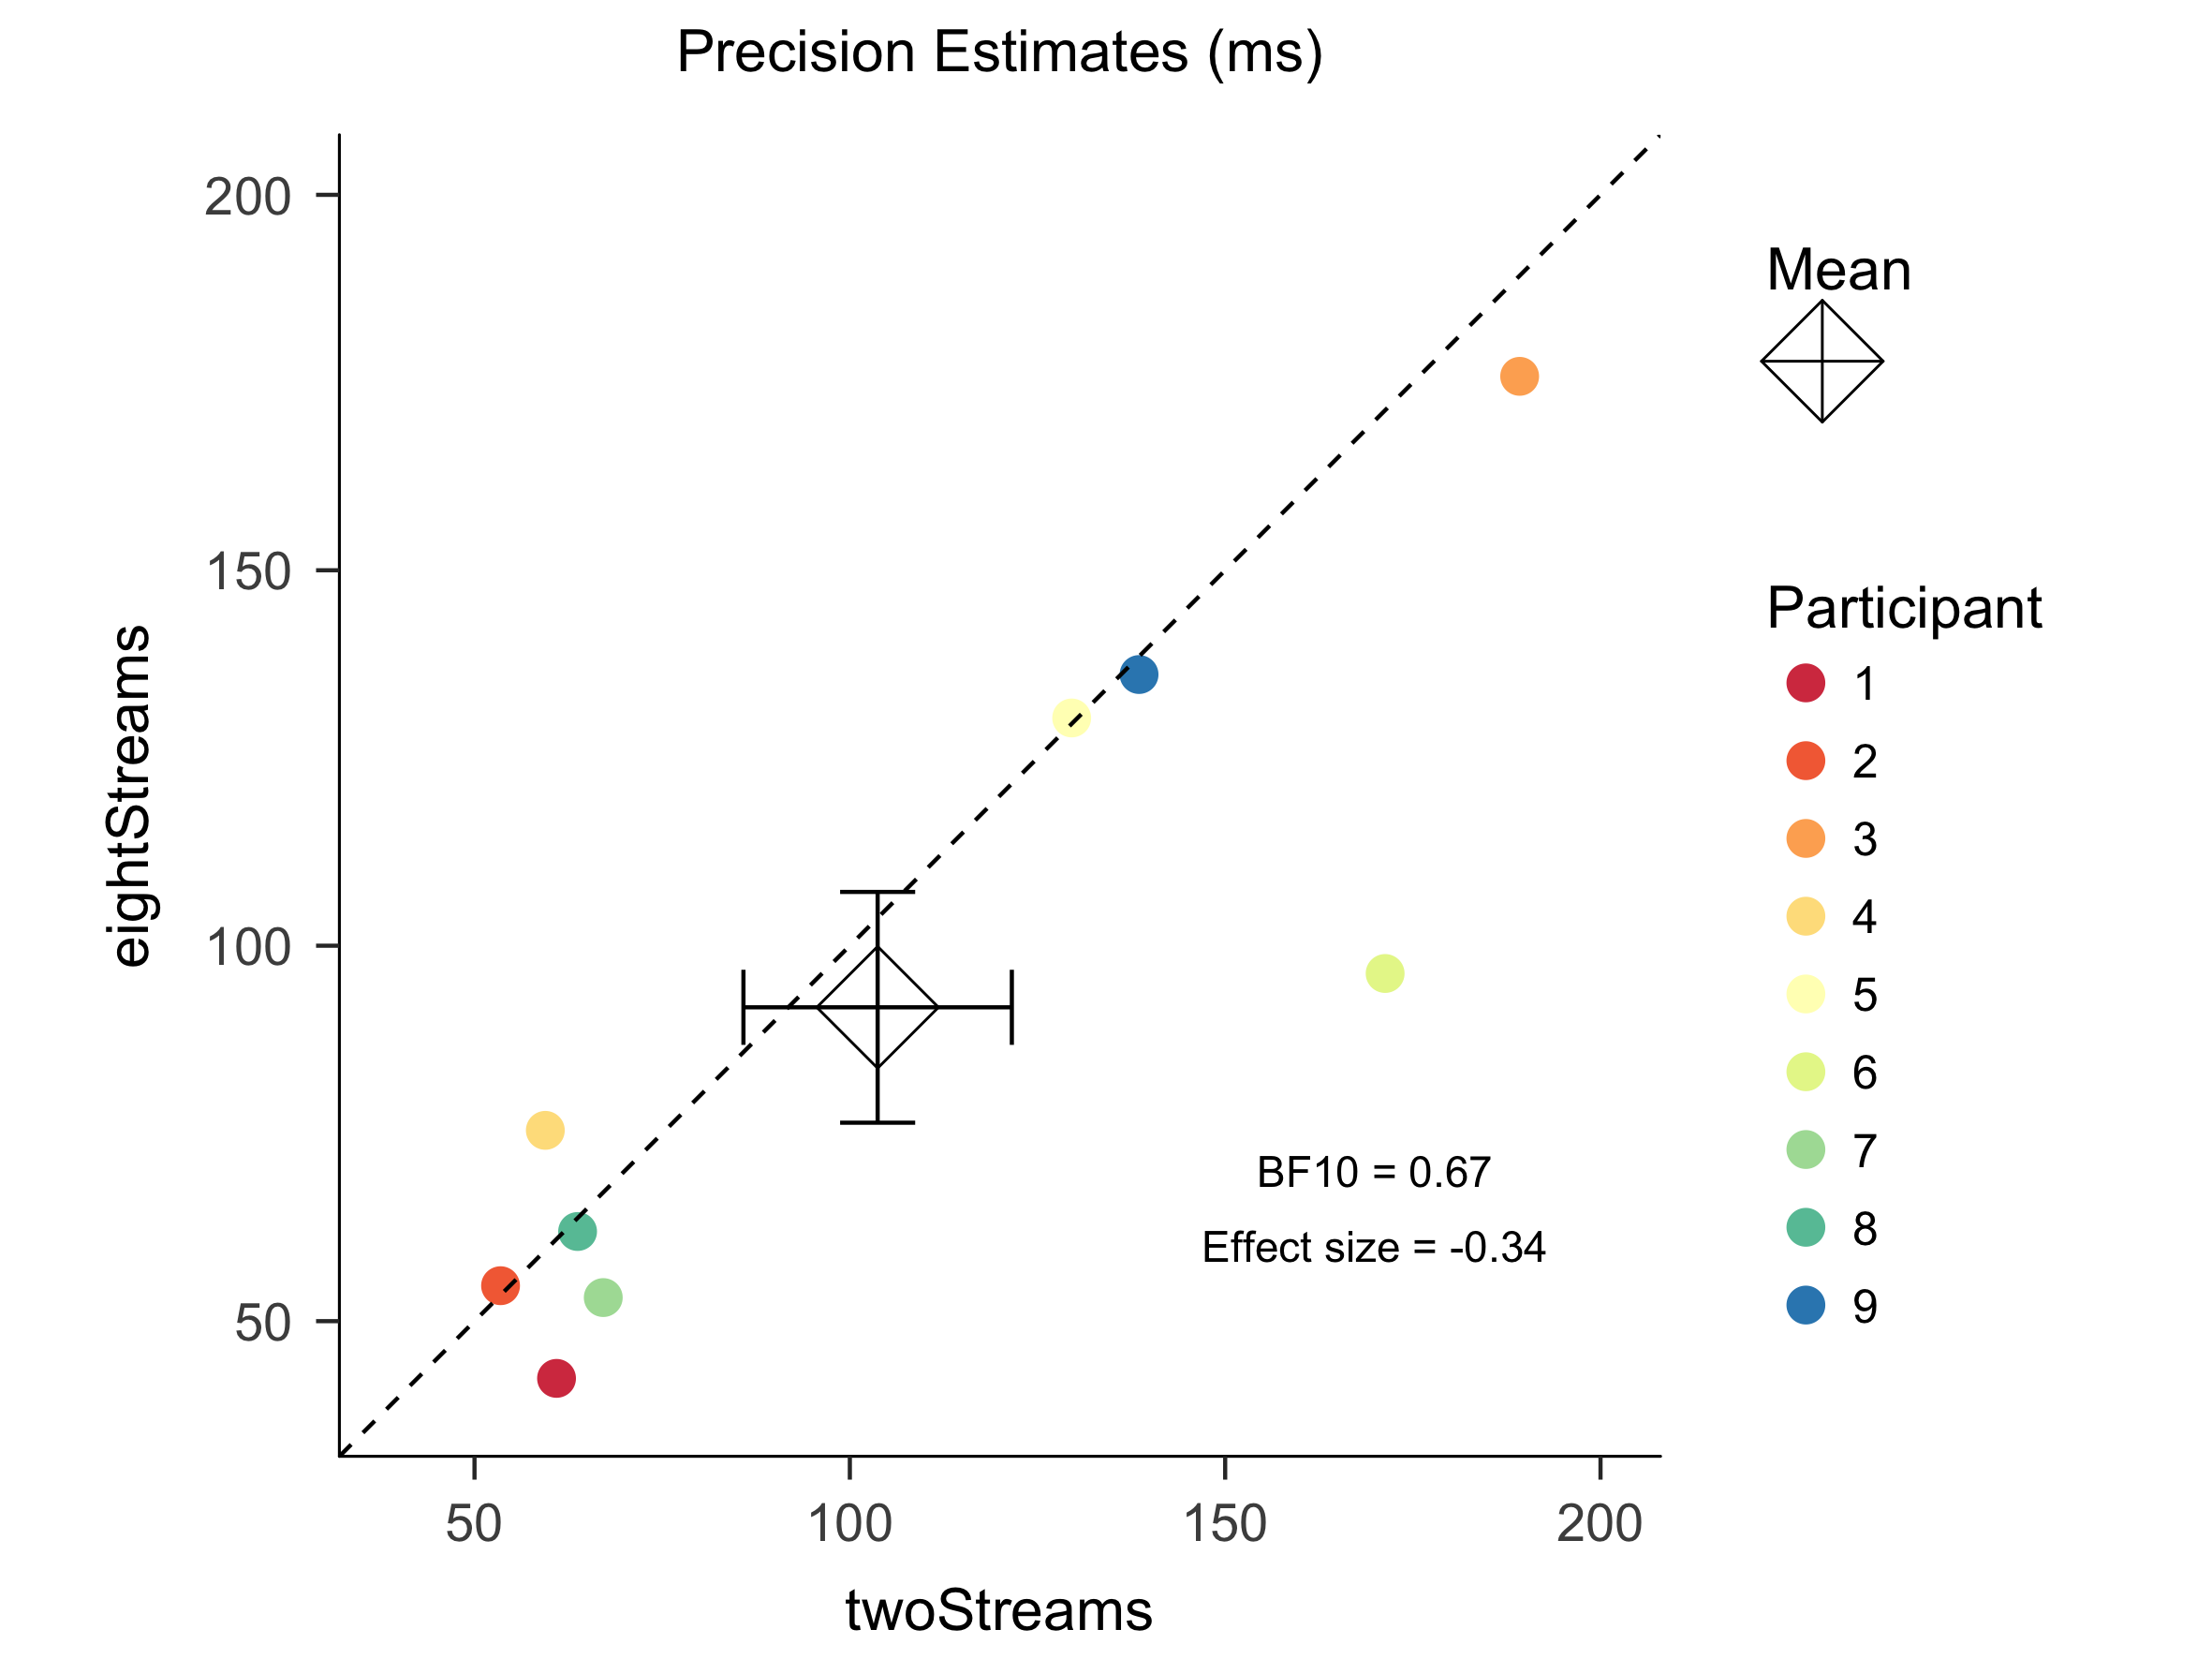 Precision Estimates (ms)
200
150
100
50
eightStreams
50
100
150
200
twoStreams
BF10 = 0.67
Effect size = -0.34
Mean
Participant
1
2
3
4
5
6
7
8
9